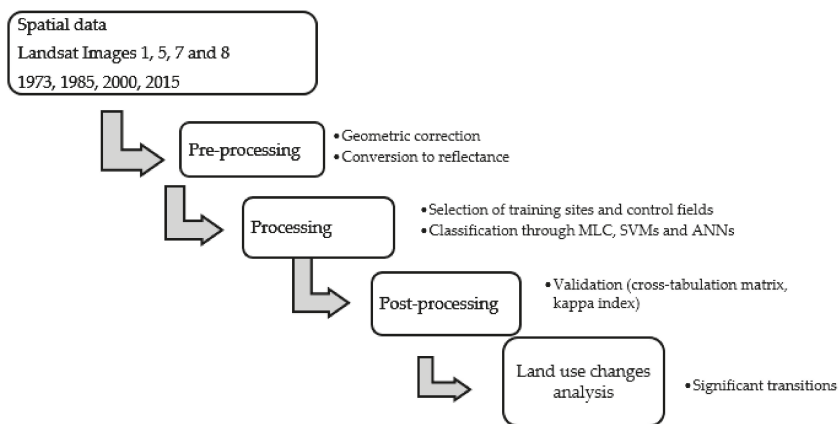 Spatial data
Landsat Images 1, 5, 7 and 8
1973, 1985, 2000, 2015
Pre-processing
•Geometric correction
•Conversion to reflectance
Processing
•Selection of training sites and control fields
•Classification through MLC, SVMs and ANNs
Post-processing
•Validation (cross-tabulation matrix,
kappa index)
Land use changes
analysis
•Significant transitions